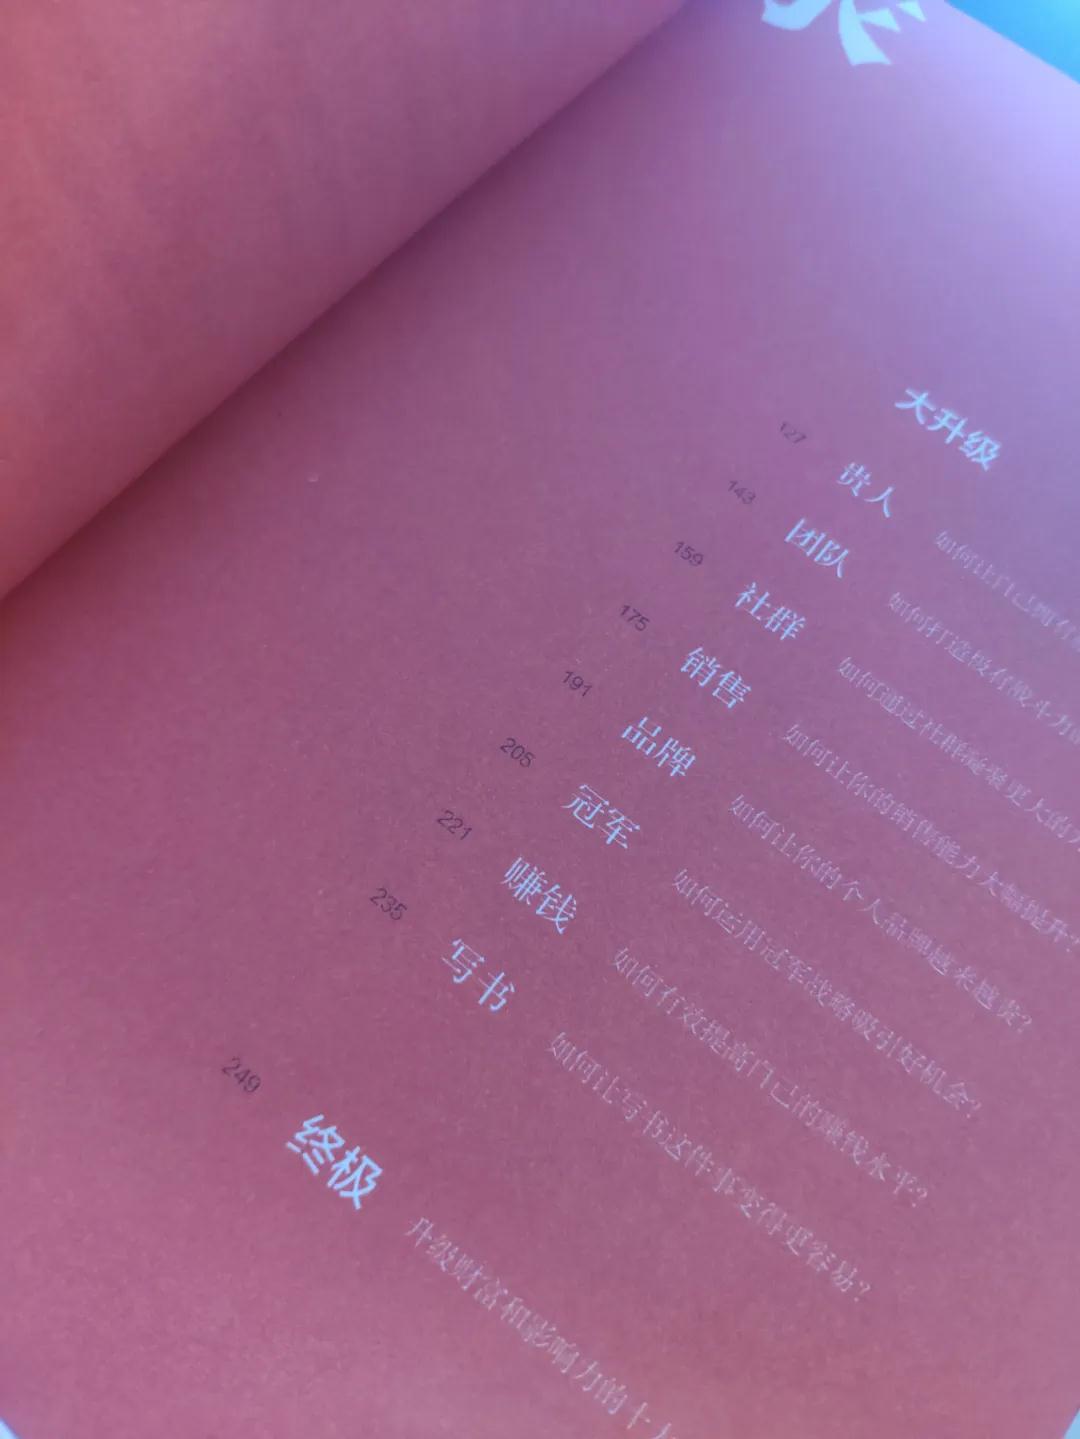 大升级
127 贵人 如何让自己拥有
143 团队 如何打造极有战斗力的
159 社群 如何通过社群凝聚更大的力
175 销售 如何让你的销售能力大幅提升?
191 品牌 如何让你的个人品牌越来越贵?
205 冠军 如何运用冠军战略吸引好机会?
221 赚钱 如何有效提高自己的赚钱水平?
235 写书 如何让写书这件事变得更容易?
249 终极 升级财富和影响力的十大